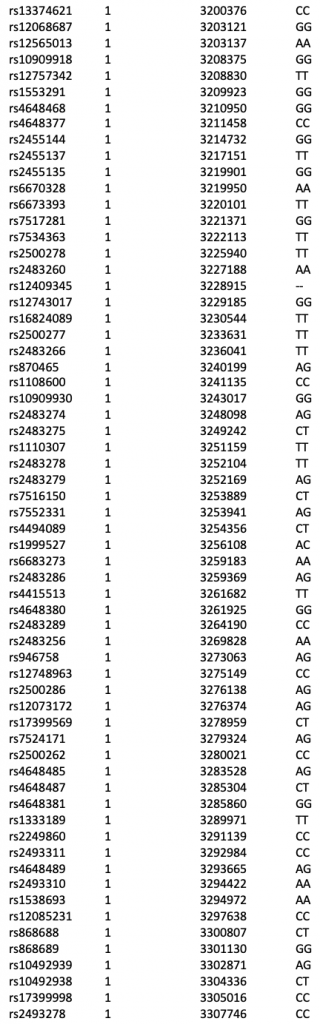 rs13374621 1 3200376 CC
rs12068687 1 3203121 GG
rs12565013 1 3203137 AA
rs10909918 1 3208375 GG
rs12757342 1 3208830 TT
rs1553291 1 3209923 GG
rs4648468 1 3210950 GG
rs4648377 1 3211458 CC
rs2455144 1 3214732 GG
rs2455137 1 3217151 TT
rs2455135 1 3219901 GG
rs6670328 1 3219950 AA
rs6673393 1 3220101 TT
rs7517281 1 3221371 GG
rs7534363 1 3222113 TT
rs2500278 1 3225940 TT
rs2483260 1 3227188 AA
rs12409345 1 3228915 --
rs12743017 1 3229185 GG
rs16824089 1 3230544 TT
rs2500277 1 3233631 TT
rs2483266 1 3236041 TT
rs870465 1 3240199 AG
rs1108600 1 3241135 CC
rs10909930 1 3243017 GG
rs2483274 1 3248098 AG
rs2483275 1 3249242 CT
rs1110307 1 3251159 TT
rs2483278 1 3252104 TT
rs2483279 1 3252169 AG
rs7516150 1 3253889 CT
rs7552331 1 3253941 AG
rs4494089 1 3254356 CT
rs1999527 1 3256108 AC
rs6683273 1 3259183 AA
rs2483286 1 3259369 AG
rs4415513 1 3261682 TT
rs4648380 1 3261925 GG
rs2483289 1 3264190 CC
rs2483256 1 3269828 AA
rs946758 1 3273063 AG
rs12748963 1 3275149 CC
rs2500286 1 3276138 AG
rs12073172 1 3276374 AG
rs17399569 1 3278959 CT
rs7524171 1 3279324 AG
rs2500262 1 3280021 CC
rs4648485 1 3283528 AG
rs4648487 1 3285304 CT
rs4648381 1 3285860 GG
rs1333189 1 3289971 TT
rs2249860 1 3291139 CC
rs2493311 1 3292984 CC
rs4648489 1 3293665 AG
rs2493310 1 3294422 AA
rs1538693 1 3294972 AA
rs12085231 1 3297638 CC
rs868688 1 3300807 CT
rs868689 1 3301130 GG
rs10492939 1 3302871 AG
rs10492938 1 3304336 CT
rs17399998 1 3305016 CC
rs2493278 1 3307746 CC